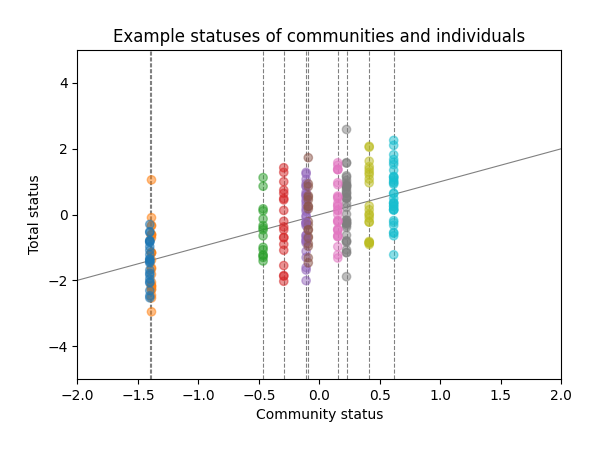 Example statuses of communities and individuals
4
2
0
−2
−4
Total status
−2.0 −1.5 −1.0 −0.5 0.0 0.5 1.0 1.5 2.0
Community status